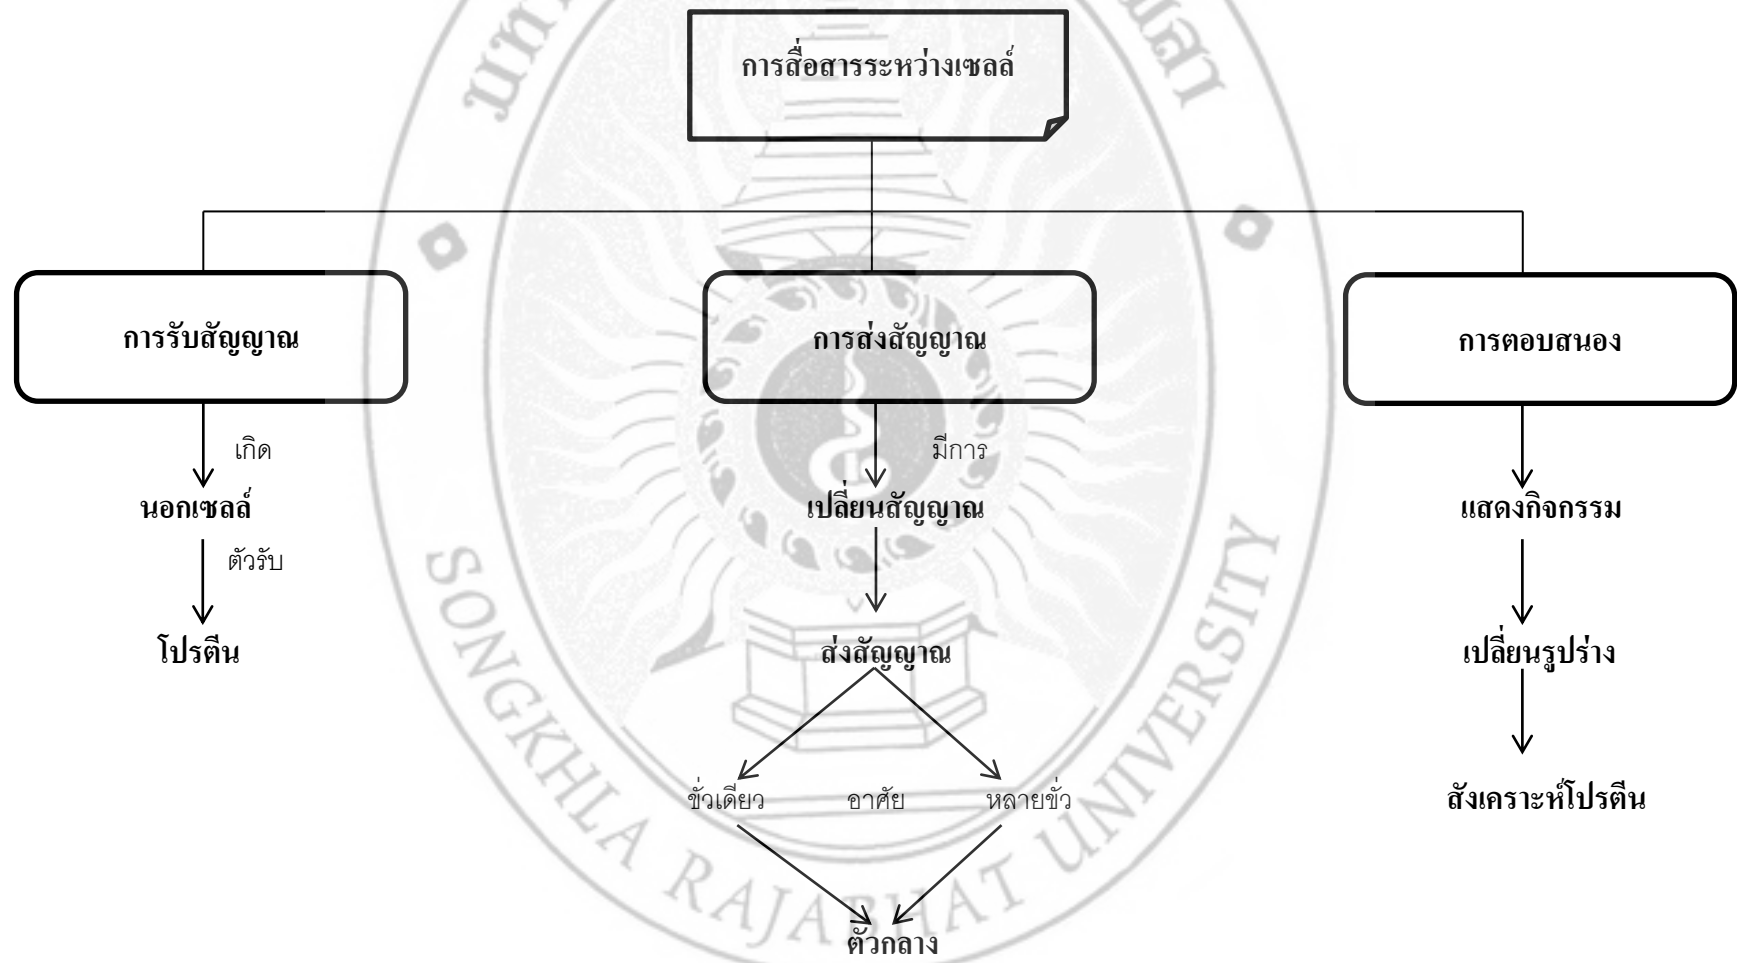 การสื่อสารระหว่างเซลล์
การรับสัญญาณ
การส่งสัญญาณ
การตอบสนอง
เกิด
มีการ
นอกเซลล์
เปลี่ยนสัญญาณ
แสดงกิจกรรม
ตัวรับ
โปรตีน
ส่งสัญญาณ
เปลี่ยนรูปร่าง
ขั่วเดียว
อาศัย
หลายขั่ว
สังเคราะห์โปรตีน
ตัวกลาง
SONGKHLA RAJABHAT UNIVERSITY